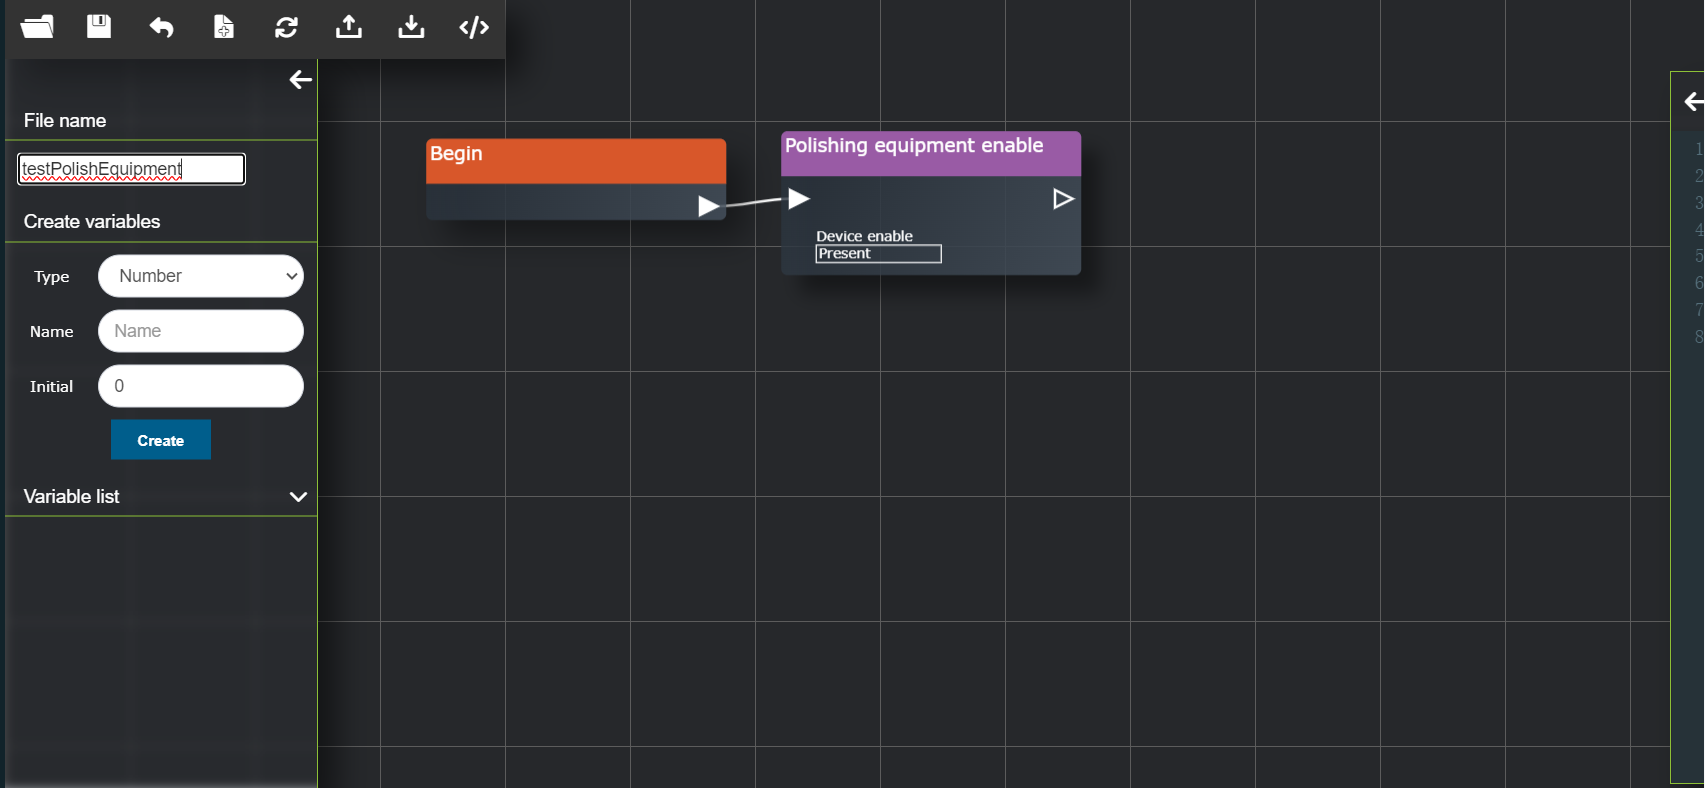 File name
testPolishEquipment
Create variables
Type
Number
Name
Name
Initial
0
Create
Variable list
Begin
Polishing equipment enable
Device enable
Present
1
2
3
4
5
6
7
8